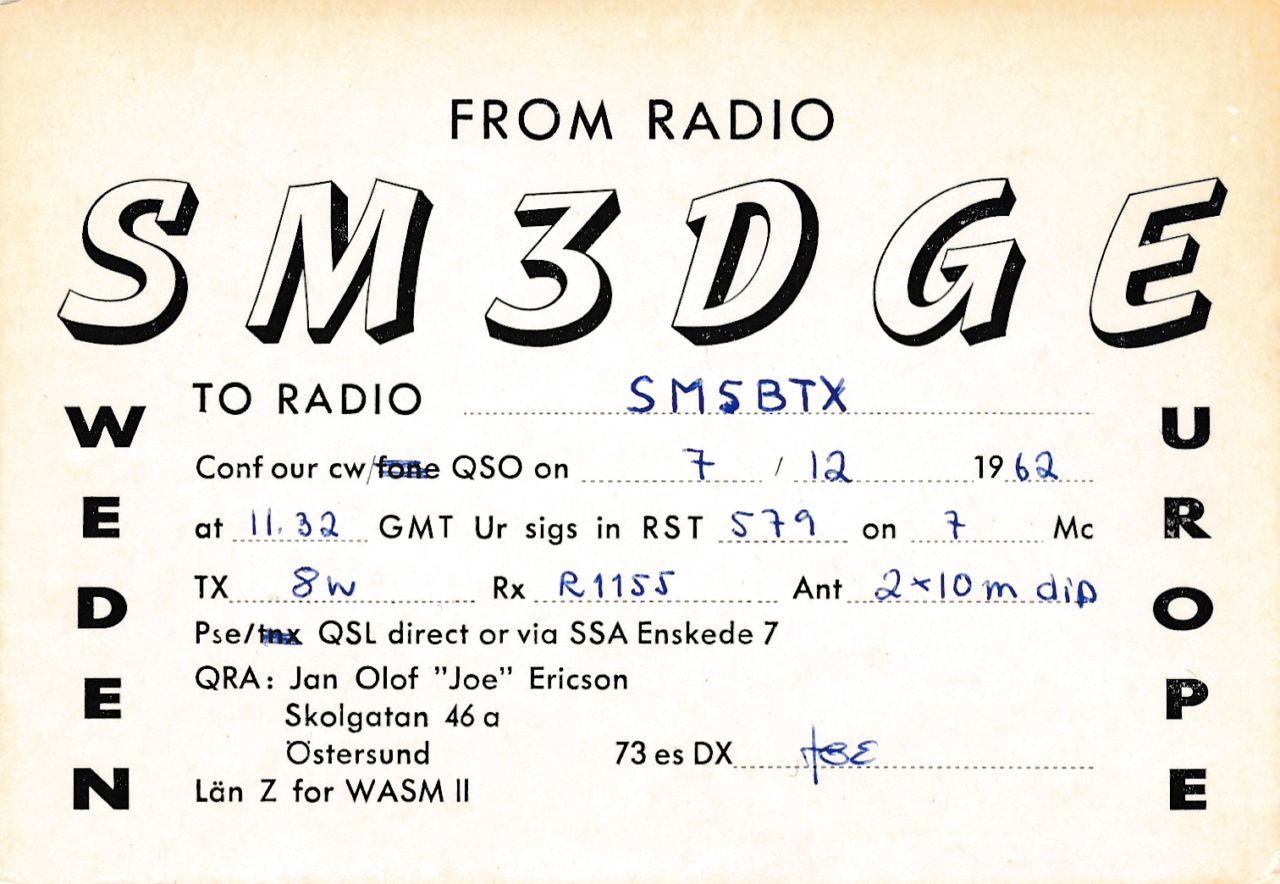 FROM RADIO
SM3DGE
SWEDEN
EUROPE
TO RADIO SM5BTX
Conf our cw/fone QSO on 7 / 12 1962
at 11.32 GMT Ur sigs in RST 579 on 7 Mc
TX 8W Rx R1155 Ant 2×10m dip
Pse/tnx QSL direct or via SSA Enskede 7
QRA: Jan Olof "Joe" Ericson
Skolgatan 46 a
Östersund 73 es DX Joe
Län Z for WASM II